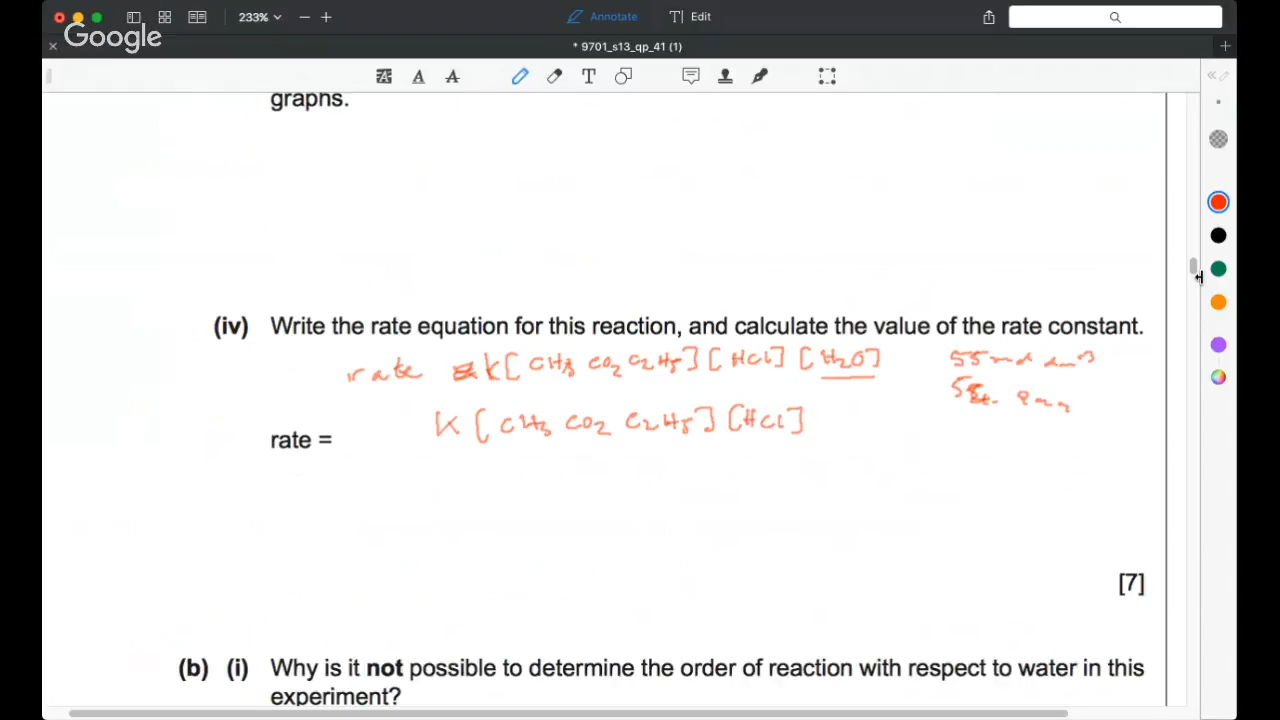 233%
Annotate
Edit
Google
* 9701_s13_qp_41 (1)
graphs.
(iv) Write the rate equation for this reaction, and calculate the value of the rate constant.
rate K[CH3 CO2 C2H5] [HCl] [H2O] 55 mol dm-3
K [CH3 CO2 C2H5] [HCl]
rate =
[7]
(b) (i) Why is it not possible to determine the order of reaction with respect to water in this
experiment?